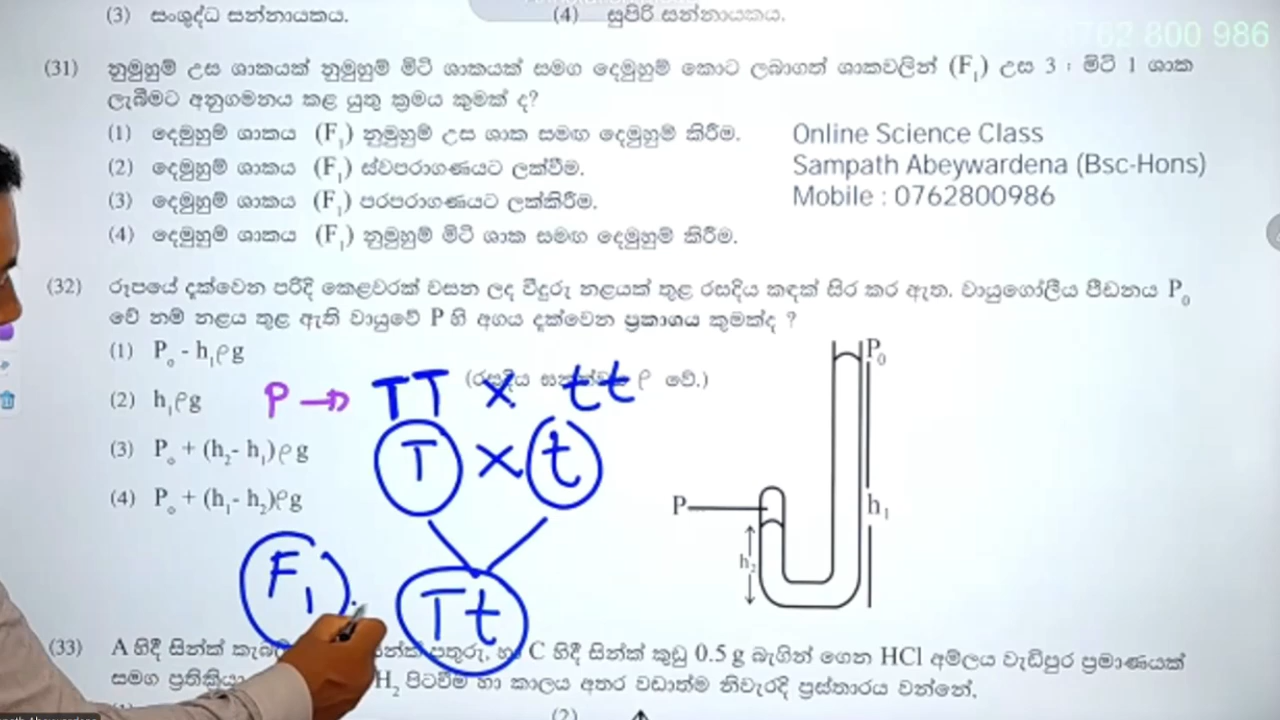 (3) සංශුද්ධ සන්නායකය. (4) සුපිරි සන්නායකය.
0762 800 986
(31) නුමුහුම් උස ශාකයක් නුමුහුම් මිටි ශාකයක් සමග දෙමුහුම් කොට ලබාගත් ශාකවලින් (F₁) උස 3 : මිටි 1 ශාක
ලැබීමට අනුගමනය කළ යුතු ක්‍රමය කුමක් ද?
(1) දෙමුහුම් ශාකය (F₁) නුමුහුම් උස ශාක සමඟ දෙමුහුම් කිරීම.
(2) දෙමුහුම් ශාකය (F₁) ස්වපරාගණයට ලක්වීම.
(3) දෙමුහුම් ශාකය (F₁) පරපරාගණයට ලක්කිරීම.
(4) දෙමුහුම් ශාකය (F₁) නුමුහුම් මිටි ශාක සමඟ දෙමුහුම් කිරීම.
Online Science Class
Sampath Abeywardena (Bsc-Hons)
Mobile : 0762800986
(32) රූපයේ දැක්වෙන පරිදි කෙළවරක් වසන ලද වීදුරු නළයක් තුළ රසදිය කඳක් සිර කර ඇත. වායුගෝලීය පීඩනය P₀
වේ නම් නළය තුළ ඇති වායුවේ P හි අගය දැක්වෙන ප්‍රකාශය කුමක්ද ?
(1) P₀ - h₁ρg
(රසදිය ඝනත්වය ρ වේ.)
(2) h₁ρg
(3) P₀ + (h₂- h₁)ρg
(4) P₀ + (h₁- h₂)ρg
P → TT × tt
T × t
F₁ Tt
P₀
P
h₁
h₂
(33) A හිදී සින්ක් පතුරු, හා C හිදී සින්ක් කුඩු 0.5 g බැගින් ගෙන HCl අම්ලය වැඩිපුර ප්‍රමාණයක්
සමග H₂ පිටවීම හා කාලය අතර වඩාත්ම නිවැරදි ප්‍රස්තාරය වන්නේ,
(2)